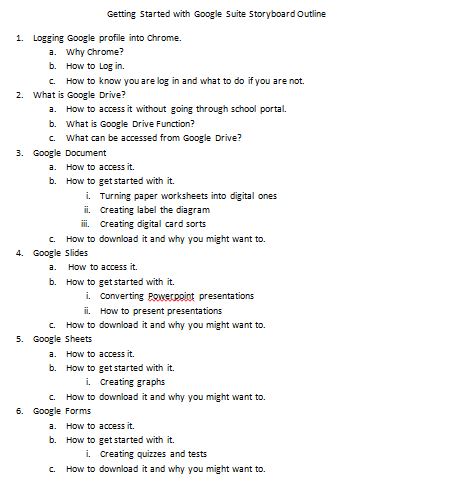 Getting Started with Google Suite Storyboard Outline
1. Logging Google profile into Chrome.
a. Why Chrome?
b. How to Log in.
c. How to know you are log in and what to do if you are not.
2. What is Google Drive?
a. How to access it without going through school portal.
b. What is Google Drive Function?
c. What can be accessed from Google Drive?
3. Google Document
a. How to access it.
b. How to get started with it.
i. Turning paper worksheets into digital ones
ii. Creating label the diagram
iii. Creating digital card sorts
c. How to download it and why you might want to.
4. Google Slides
a. How to access it.
b. How to get started with it.
i. Converting Powerpoint presentations
ii. How to present presentations
c. How to download it and why you might want to.
5. Google Sheets
a. How to access it.
b. How to get started with it.
i. Creating graphs
c. How to download it and why you might want to.
6. Google Forms
a. How to access it.
b. How to get started with it.
i. Creating quizzes and tests
c. How to download it and why you might want to.